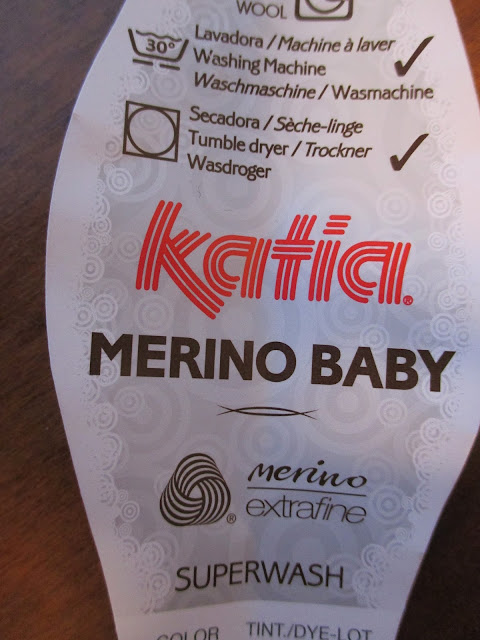 WOOL
30°
Lavadora / Machine à laver
Washing Machine
Waschmaschine / Wasmachine
Secadora / Sèche-linge
Tumble dryer / Trockner
Wasdroger
katia®
MERINO BABY
®
merino
extrafine
SUPERWASH
COLOR TINT./DYE-LOT